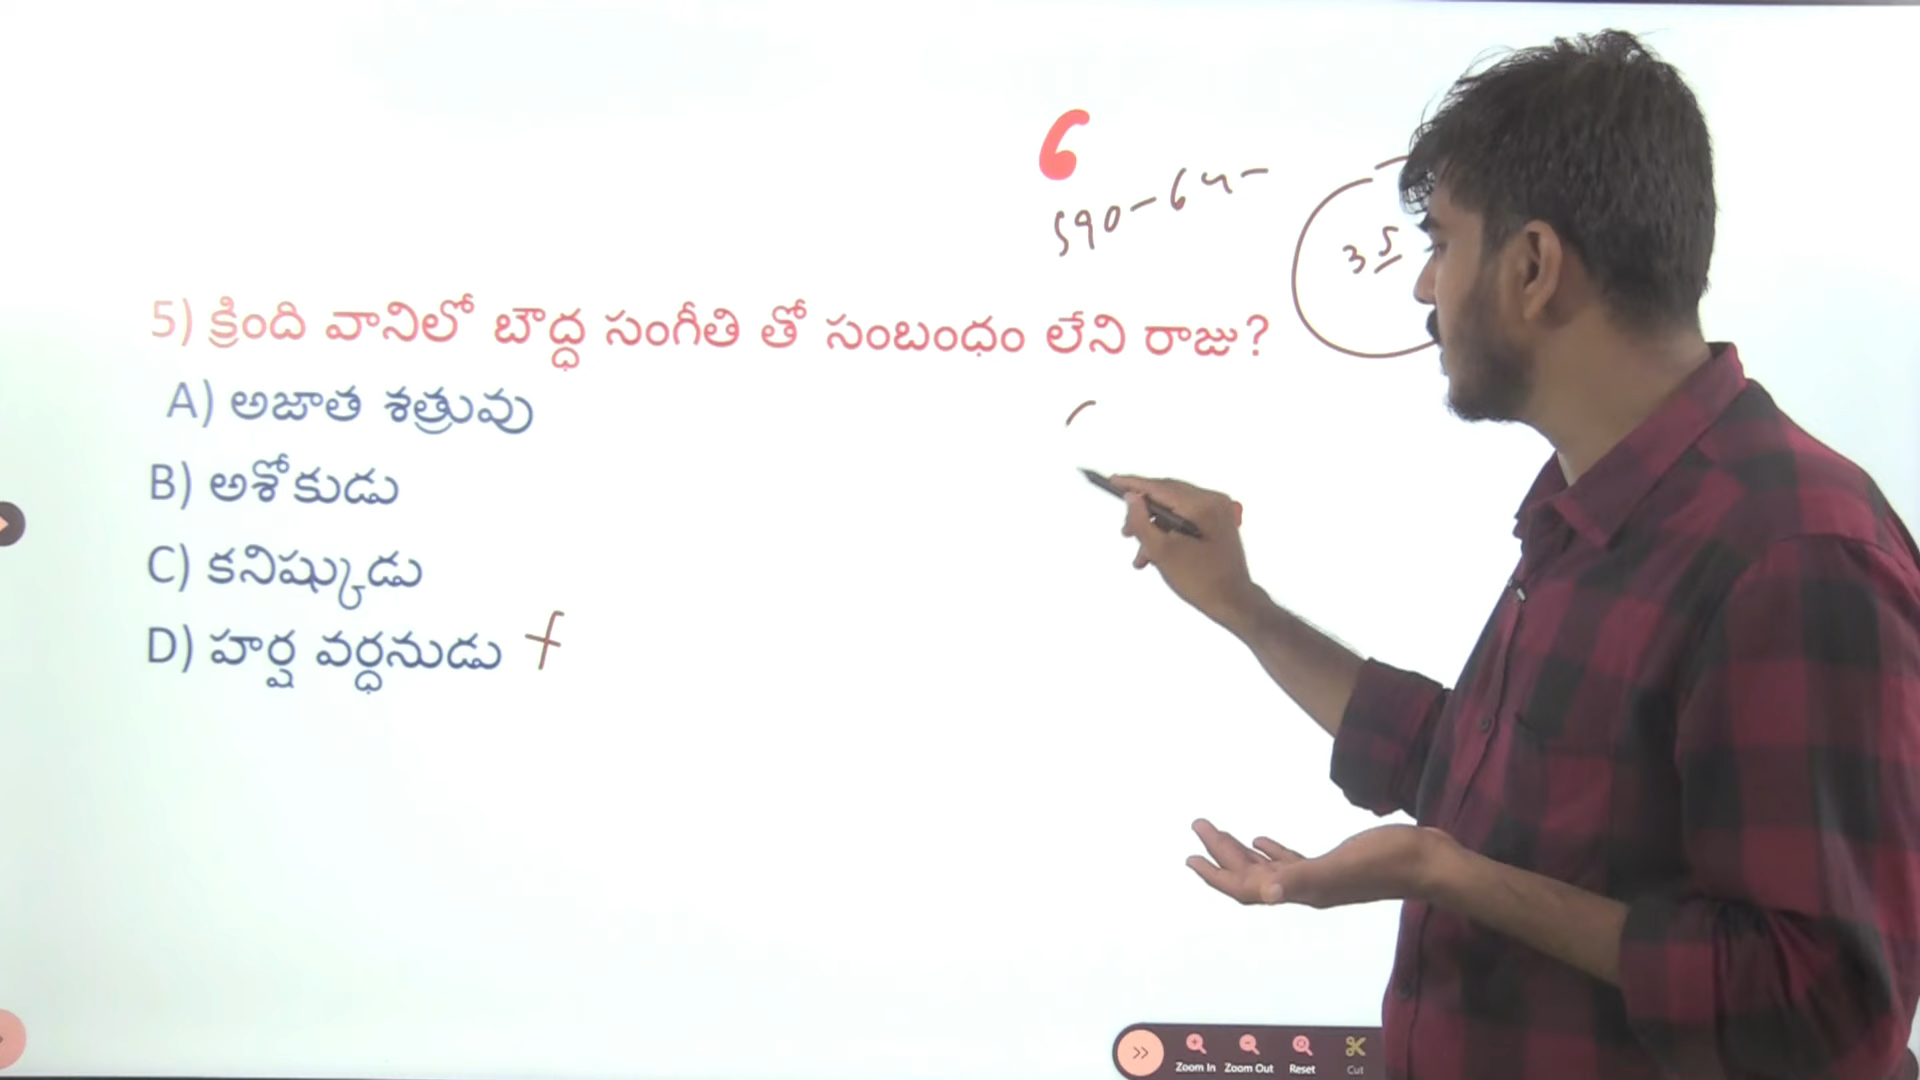 6
590-64-
35
5) క్రింది వానిలో బౌద్ధ సంగీతి తో సంబంధం లేని రాజు?
A) అజాత శత్రువు
B) అశోకుడు
C) కనిష్కుడు
D) హర్ష వర్ధనుడు
Zoom In Zoom Out Reset Cut